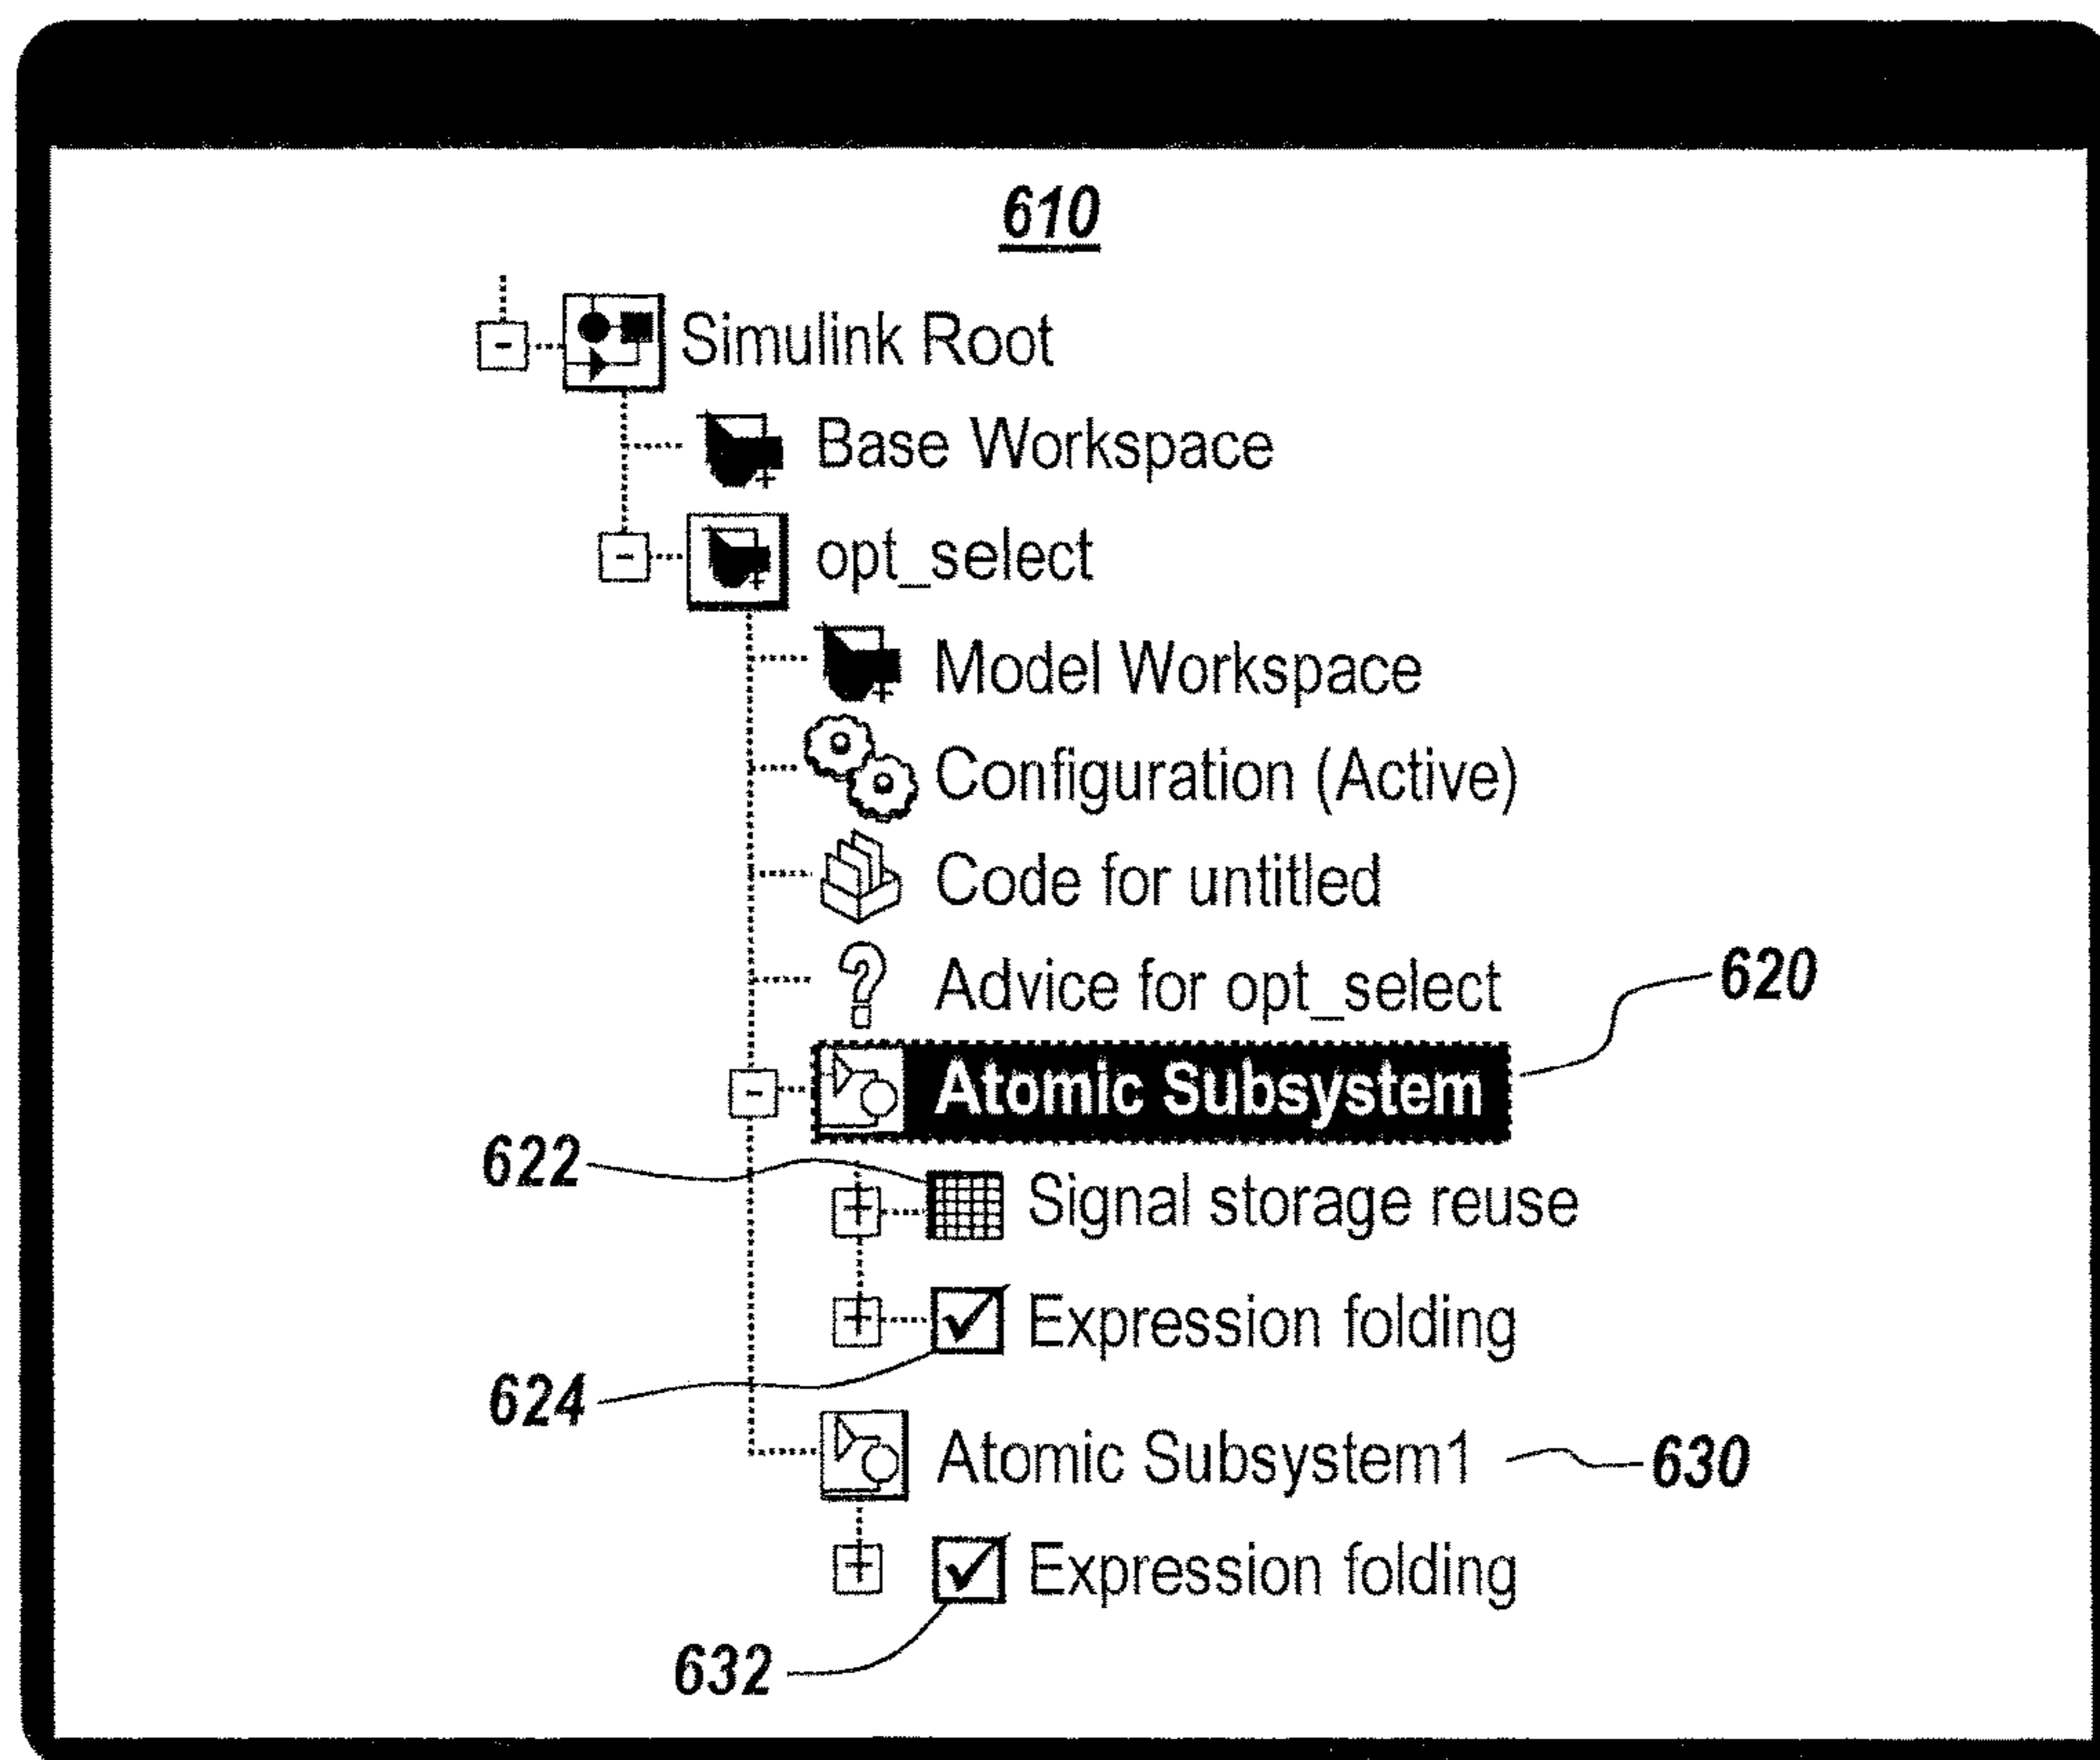 610
Simulink Root
Base Workspace
opt_select
Model Workspace
Configuration (Active)
Code for untitled
Advice for opt_select
620
Atomic Subsystem
622
Signal storage reuse
Expression folding
624
Atomic Subsystem1
630
Expression folding
632